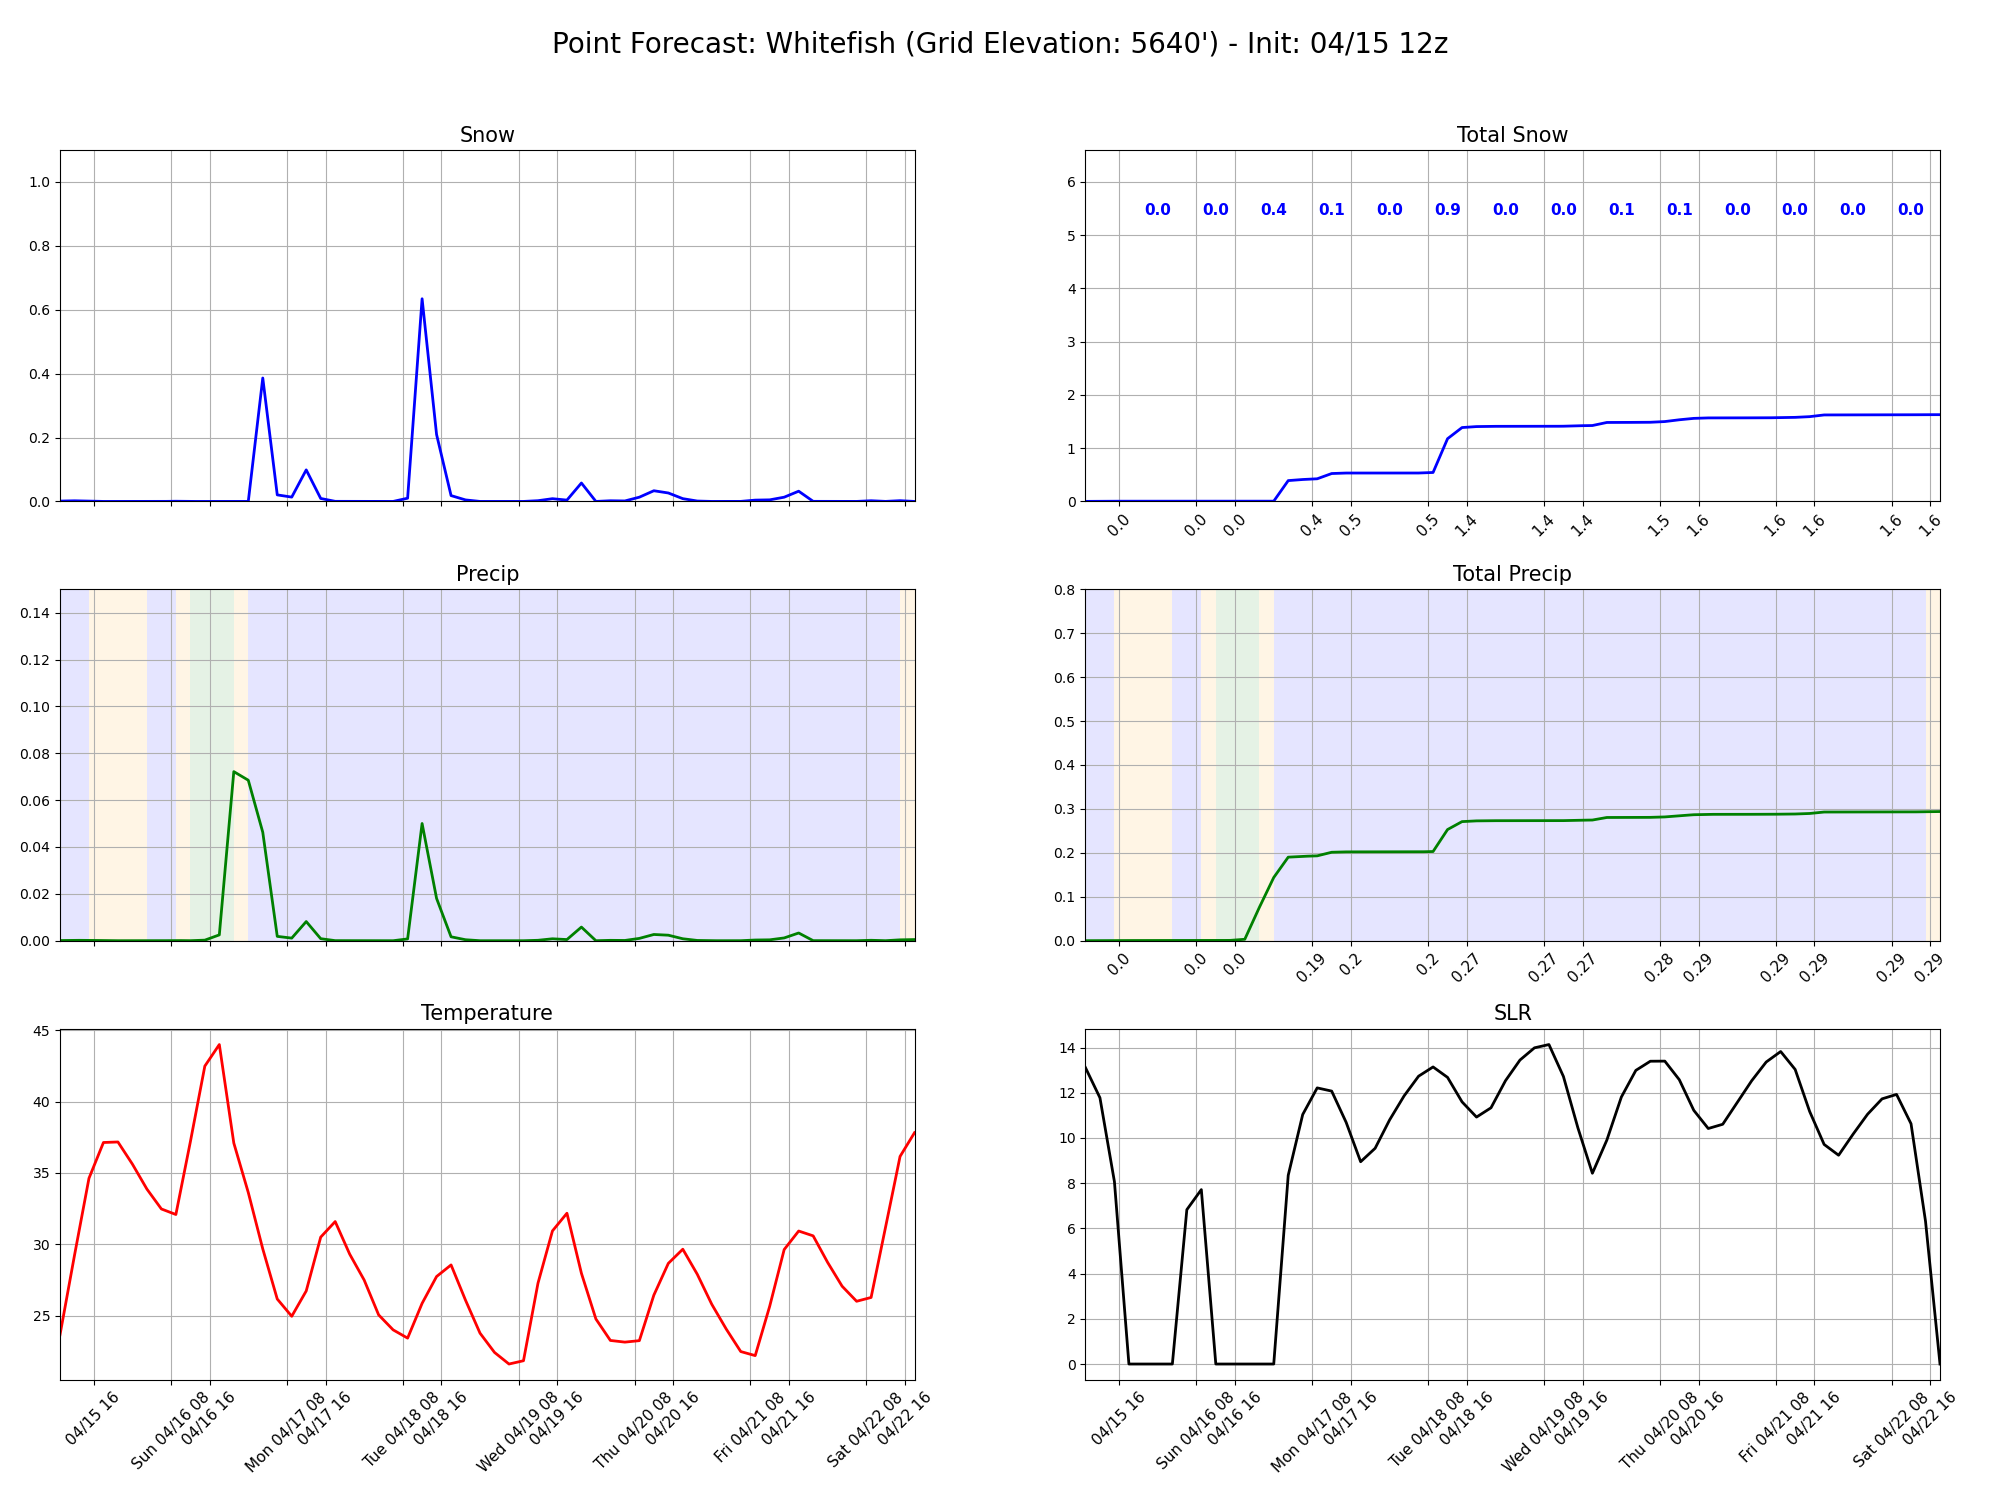 Point Forecast: Whitefish (Grid Elevation: 5640') - Init: 04/15 12z
Snow
1.0
0.8
0.6
0.4
0.2
0.0
Total Snow
6
5
4
3
2
1
0
0.0 0.0 0.4 0.1 0.0 0.9 0.0 0.0 0.1 0.1 0.0 0.0 0.0 0.0
0.0 0.0 0.0 0.4 0.5 0.5 1.4 1.4 1.4 1.5 1.6 1.6 1.6 1.6 1.6
Precip
0.14
0.12
0.10
0.08
0.06
0.04
0.02
0.00
Total Precip
0.8
0.7
0.6
0.5
0.4
0.3
0.2
0.1
0.0
0.0 0.0 0.0 0.19 0.2 0.2 0.27 0.27 0.27 0.28 0.29 0.29 0.29 0.29 0.29
Temperature
45
40
35
30
25
04/15 16
Sun 04/16 08
04/16 16
Mon 04/17 08
04/17 16
Tue 04/18 08
04/18 16
Wed 04/19 08
04/19 16
Thu 04/20 08
04/20 16
Fri 04/21 08
04/21 16
Sat 04/22 08
04/22 16
SLR
14
12
10
8
6
4
2
0
04/15 16
Sun 04/16 08
04/16 16
Mon 04/17 08
04/17 16
Tue 04/18 08
04/18 16
Wed 04/19 08
04/19 16
Thu 04/20 08
04/20 16
Fri 04/21 08
04/21 16
Sat 04/22 08
04/22 16